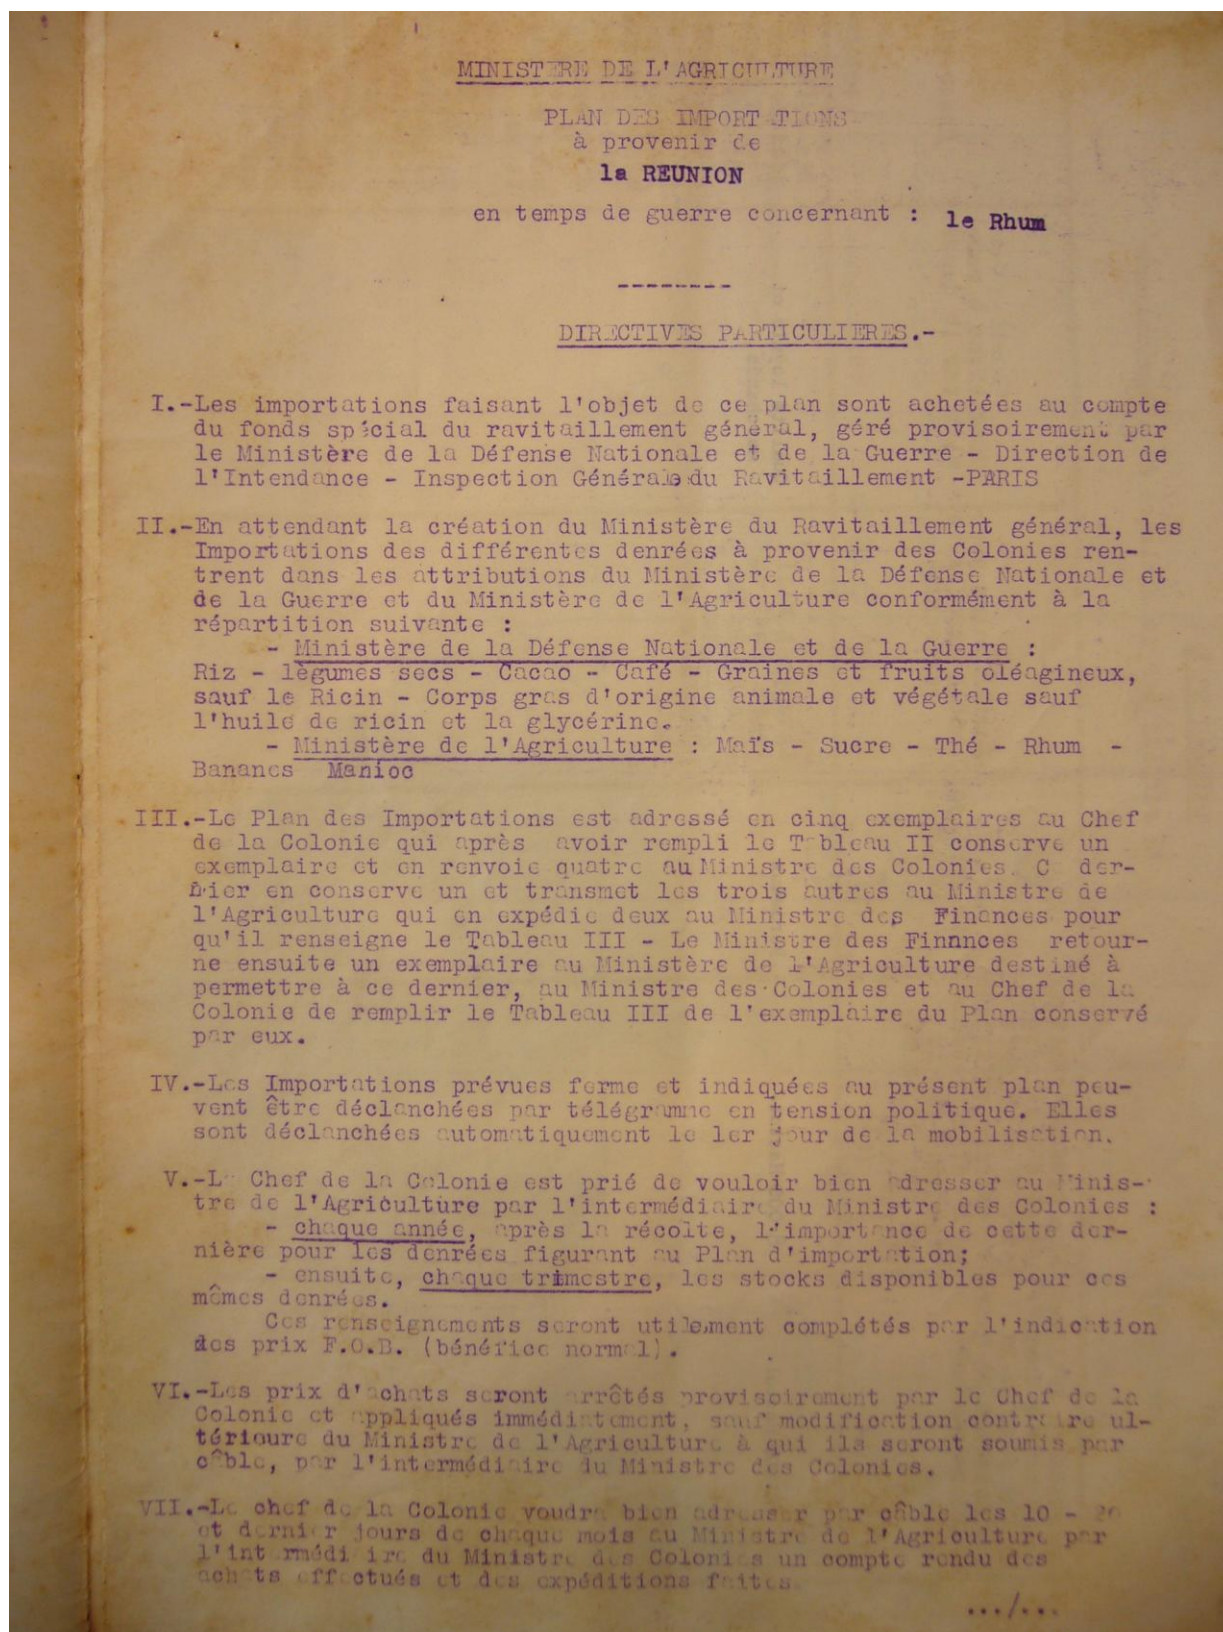 MINISTERE DE L'AGRICULTURE
PLAN DES IMPORTATIONS
à provenir de
la REUNION
en temps de guerre concernant : le Rhum
---------
DIRECTIVES PARTICULIERES.-
I.-Les importations faisant l'objet de ce plan sont achetées au compte
du fonds spécial du ravitaillement général, géré provisoirement par
le Ministère de la Défense Nationale et de la Guerre - Direction de
l'Intendance - Inspection Générale du Ravitaillement -PARIS
II.-En attendant la création du Ministère du Ravitaillement général, les
Importations des différentes denrées à provenir des Colonies ren-
trent dans les attributions du Ministère de la Défense Nationale et
de la Guerre et du Ministère de l'Agriculture conformément à la
répartition suivante :
- Ministère de la Défense Nationale et de la Guerre :
Riz - légumes secs - Cacao - Café - Graines et fruits oléagineux,
sauf le Ricin - Corps gras d'origine animale et végétale sauf
l'huile de ricin et la glycérine.
- Ministère de l'Agriculture : Maïs - Sucre - Thé - Rhum -
Bananes Manioc
III.-Le Plan des Importations est adressé en cinq exemplaires au Chef
de la Colonie qui après avoir rempli le Tableau II conserve un
exemplaire et en renvoie quatre au Ministre des Colonies. Ce der-
nier en conserve un et transmet les trois autres au Ministre de
l'Agriculture qui en expédie deux au Ministre des Finances pour
qu'il renseigne le Tableau III - Le Ministre des Finnnces retour-
ne ensuite un exemplaire au Ministère de l'Agriculture destiné à
permettre à ce dernier, au Ministre des Colonies et au Chef de la
Colonie de remplir le Tableau III de l'exemplaire du Plan conservé
par eux.
IV.-Les Importations prévues ferme et indiquées au présent plan peu-
vent être déclanchées par télégramme en tension politique. Elles
sont déclanchées automatiquement le 1er jour de la mobilisation.
V.-Le Chef de la Colonie est prié de vouloir bien adresser au Minis-
tre de l'Agriculture par l'intermédiaire du Ministre des Colonies :
- chaque année, après la récolte, l'importance de cette der-
nière pour les denrées figurant au Plan d'importation;
- ensuite, chaque trimestre, les stocks disponibles pour ces
mêmes denrées.
Ces renseignements seront utilement complétés par l'indication
des prix F.O.B. (bénéfice normal).
VI.-Les prix d'achats seront arrêtés provisoirement par le Chef de la
Colonie et appliqués immédiatement, sauf modification contraire ul-
térieure du Ministre de l'Agriculture à qui ils seront soumis par
câble, par l'intermédiaire du Ministre des Colonies.
VII.-Le chef de la Colonie voudra bien adresser par câble les 10 - 20
et dernier jours de chaque mois au Ministre de l'Agriculture par
l'intermédiaire du Ministre des Colonies un compte rendu des
achats effectués et des expéditions faites.
.../...